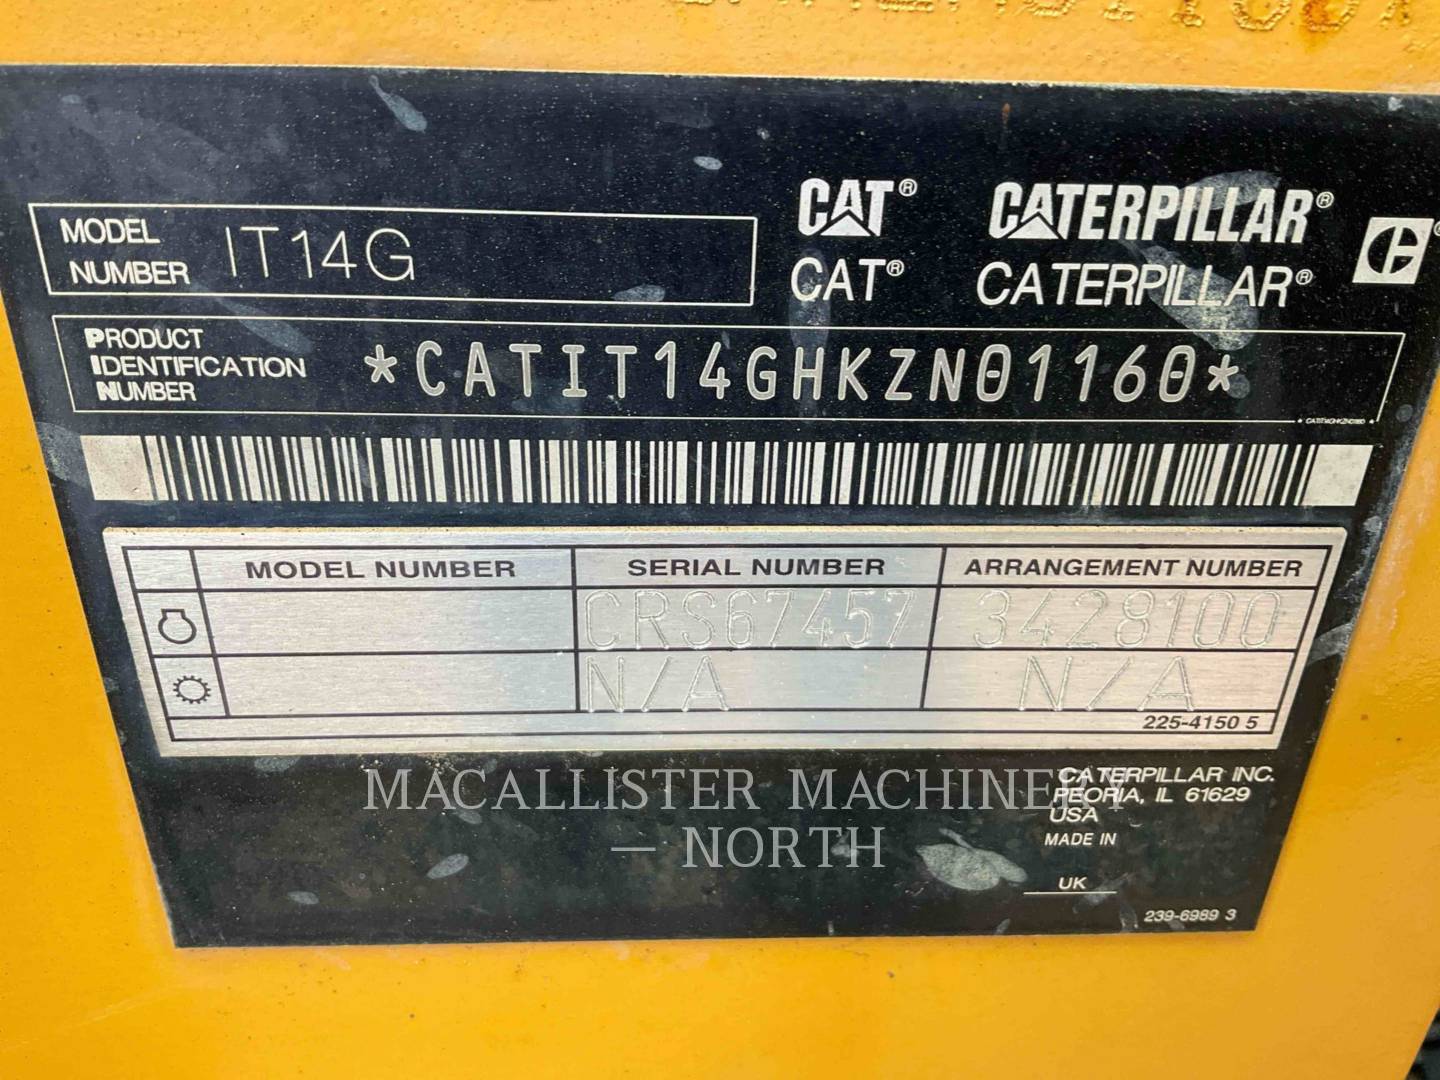 CAT® CATERPILLAR®
MODEL NUMBER IT14G
CAT® CATERPILLAR®
PRODUCT IDENTIFICATION NUMBER *CATIT14GHKZN01160*
* CATIT14GHKZN01160 *
MODEL NUMBER SERIAL NUMBER ARRANGEMENT NUMBER
CRS67457 3428100
N/A N/A
225-4150 5
MACALLISTER MACHINERY
— NORTH
CATERPILLAR INC.
PEORIA, IL 61629
USA
MADE IN
UK
239-6989 3